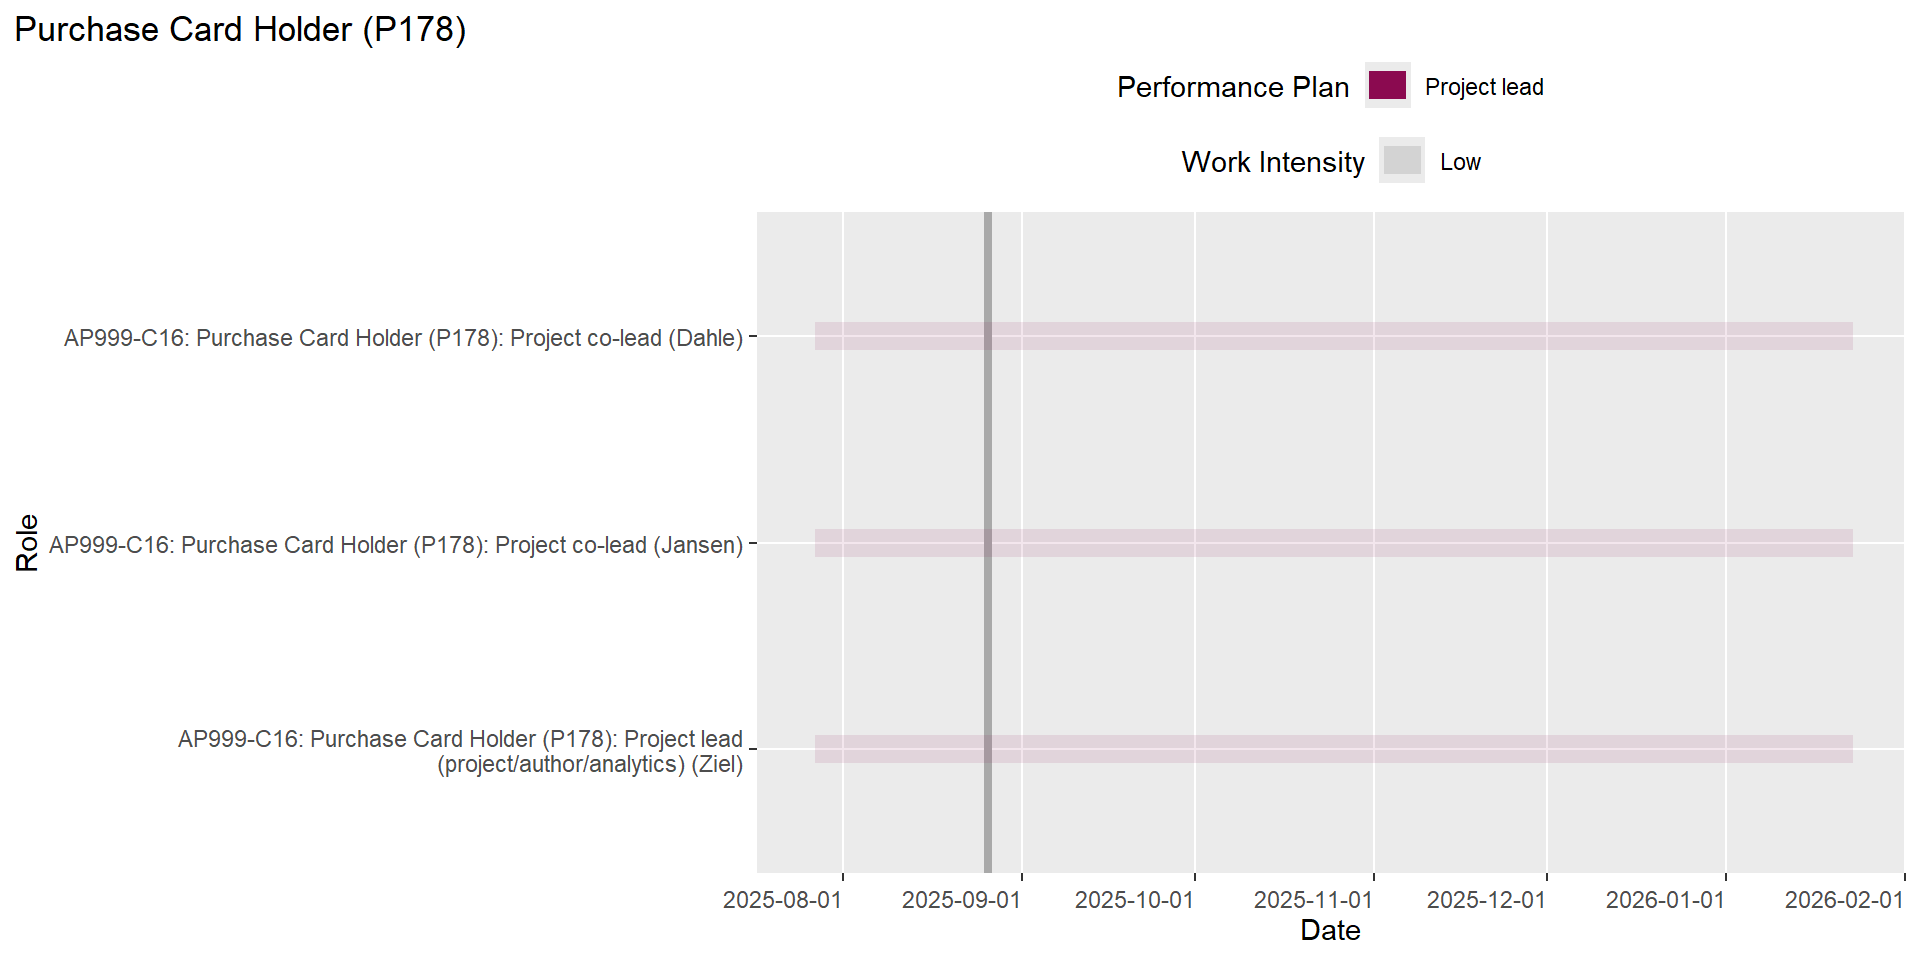 Purchase Card Holder (P178)
Performance Plan
Project lead
Work Intensity
Low
AP999-C16: Purchase Card Holder (P178): Project co-lead (Dahle)
AP999-C16: Purchase Card Holder (P178): Project co-lead (Jansen)
AP999-C16: Purchase Card Holder (P178): Project lead
(project/author/analytics) (Ziel)
Role
2025-08-01
2025-09-01
2025-10-01
2025-11-01
2025-12-01
2026-01-01
2026-02-01
Date